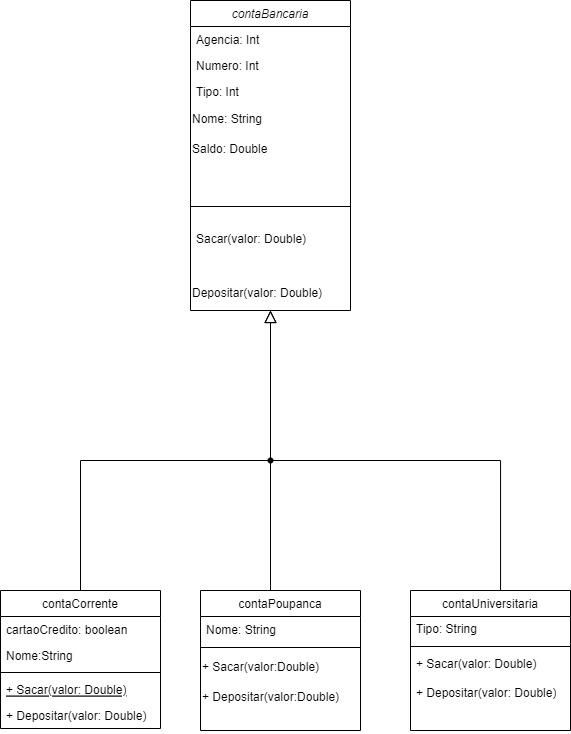 contaBancaria
Agencia: Int
Numero: Int
Tipo: Int
Nome: String
Saldo: Double
Sacar(valor: Double)
Depositar(valor: Double)
contaCorrente
cartaoCredito: boolean
Nome:String
+ Sacar(valor: Double)
+ Depositar(valor: Double)
contaPoupanca
Nome: String
+ Sacar(valor:Double)
+ Depositar(valor:Double)
contaUniversitaria
Tipo: String
+ Sacar(valor: Double)
+ Depositar(valor: Double)